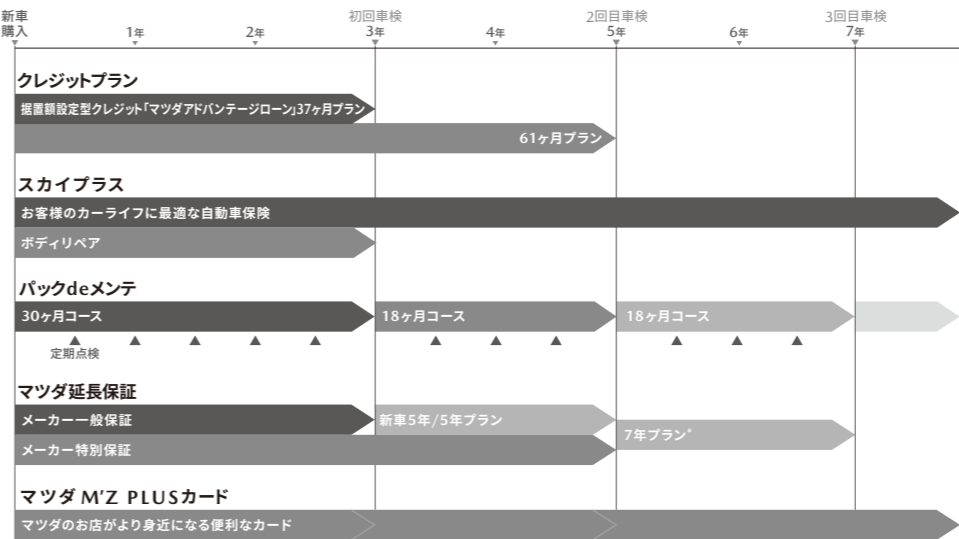 新車
購入
初回車検
2回目車検
3回目車検
1年
2年
3年
4年
5年
6年
7年
クレジットプラン
据置額設定型クレジット「マツダアドバンテージローン」37ヶ月プラン
61ヶ月プラン
スカイプラス
お客様のカーライフに最適な自動車保険
ボディリペア
パックdeメンテ
30ヶ月コース
18ヶ月コース
18ヶ月コース
定期点検
マツダ延長保証
メーカー一般保証
新車5年/5年プラン
7年プラン*
メーカー特別保証
マツダ M'Z PLUSカード
マツダのお店がより身近になる便利なカード